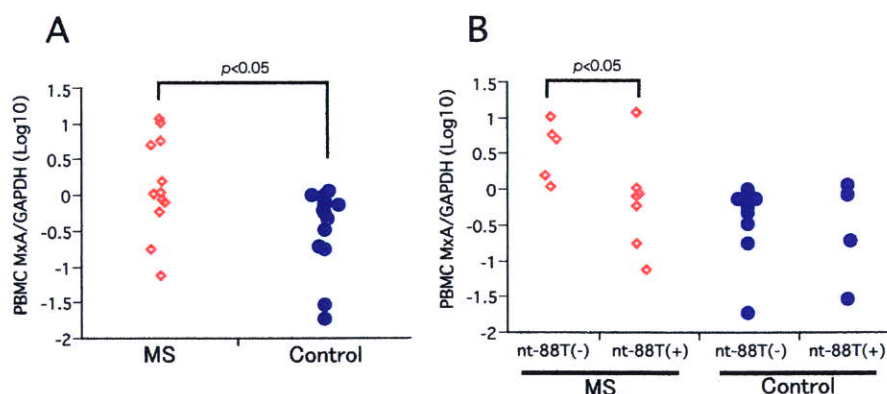 A
p<0.05
PBMC MxA/GAPDH (Log10)
1.5
1
0.5
0
-0.5
-1
-1.5
-2
MS
Control
B
p<0.05
PBMC MxA/GAPDH (Log10)
1.5
1
0.5
0
-0.5
-1
-1.5
-2
nt-88T(-) nt-88T(+) nt-88T(-) nt-88T(+)
MS
Control